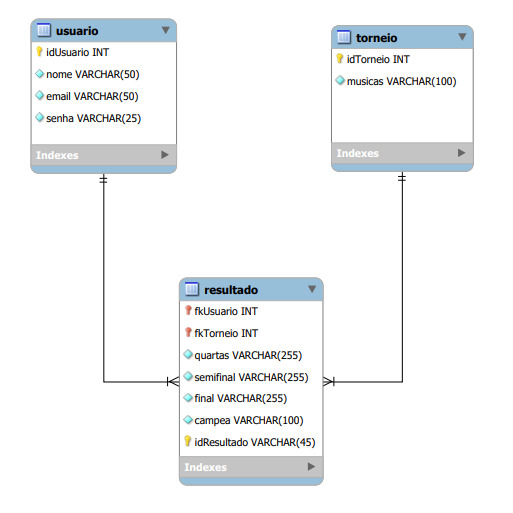 usuario
idUsuario INT
nome VARCHAR(50)
email VARCHAR(50)
senha VARCHAR(25)
Indexes
torneio
idTorneio INT
musicas VARCHAR(100)
Indexes
resultado
fkUsuario INT
fkTorneio INT
quartas VARCHAR(255)
semifinal VARCHAR(255)
final VARCHAR(255)
campea VARCHAR(100)
idResultado VARCHAR(45)
Indexes